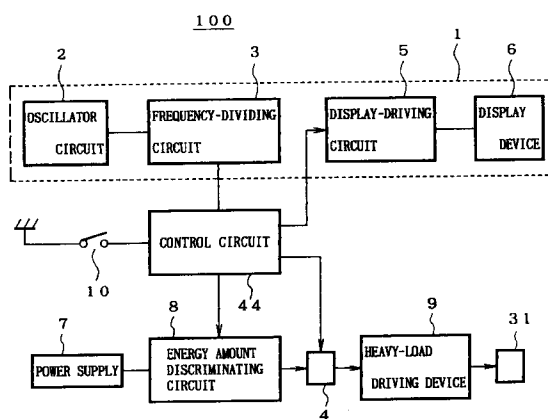 100
2
3
5
1
6
OSCILLATOR
CIRCUIT
FREQUENCY-DIVIDING
CIRCUIT
DISPLAY-DRIVING
CIRCUIT
DISPLAY
DEVICE
CONTROL CIRCUIT
10
44
7
8
9
31
POWER SUPPLY
ENERGY AMOUNT
DISCRIMINATING
CIRCUIT
4
HEAVY-LOAD
DRIVING DEVICE